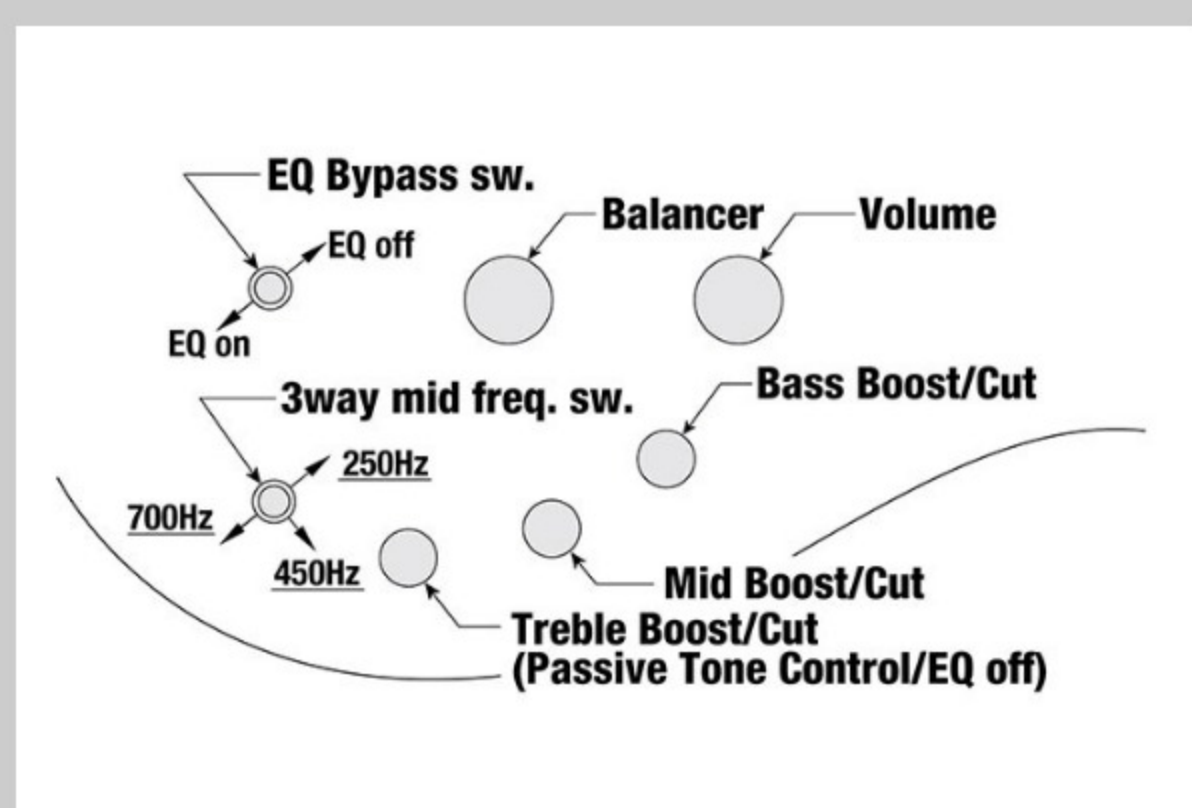 EQ Bypass sw.
Balancer
Volume
EQ off
EQ on
Bass Boost/Cut
3way mid freq. sw.
250Hz
700Hz
450Hz
Mid Boost/Cut
Treble Boost/Cut
(Passive Tone Control/EQ off)